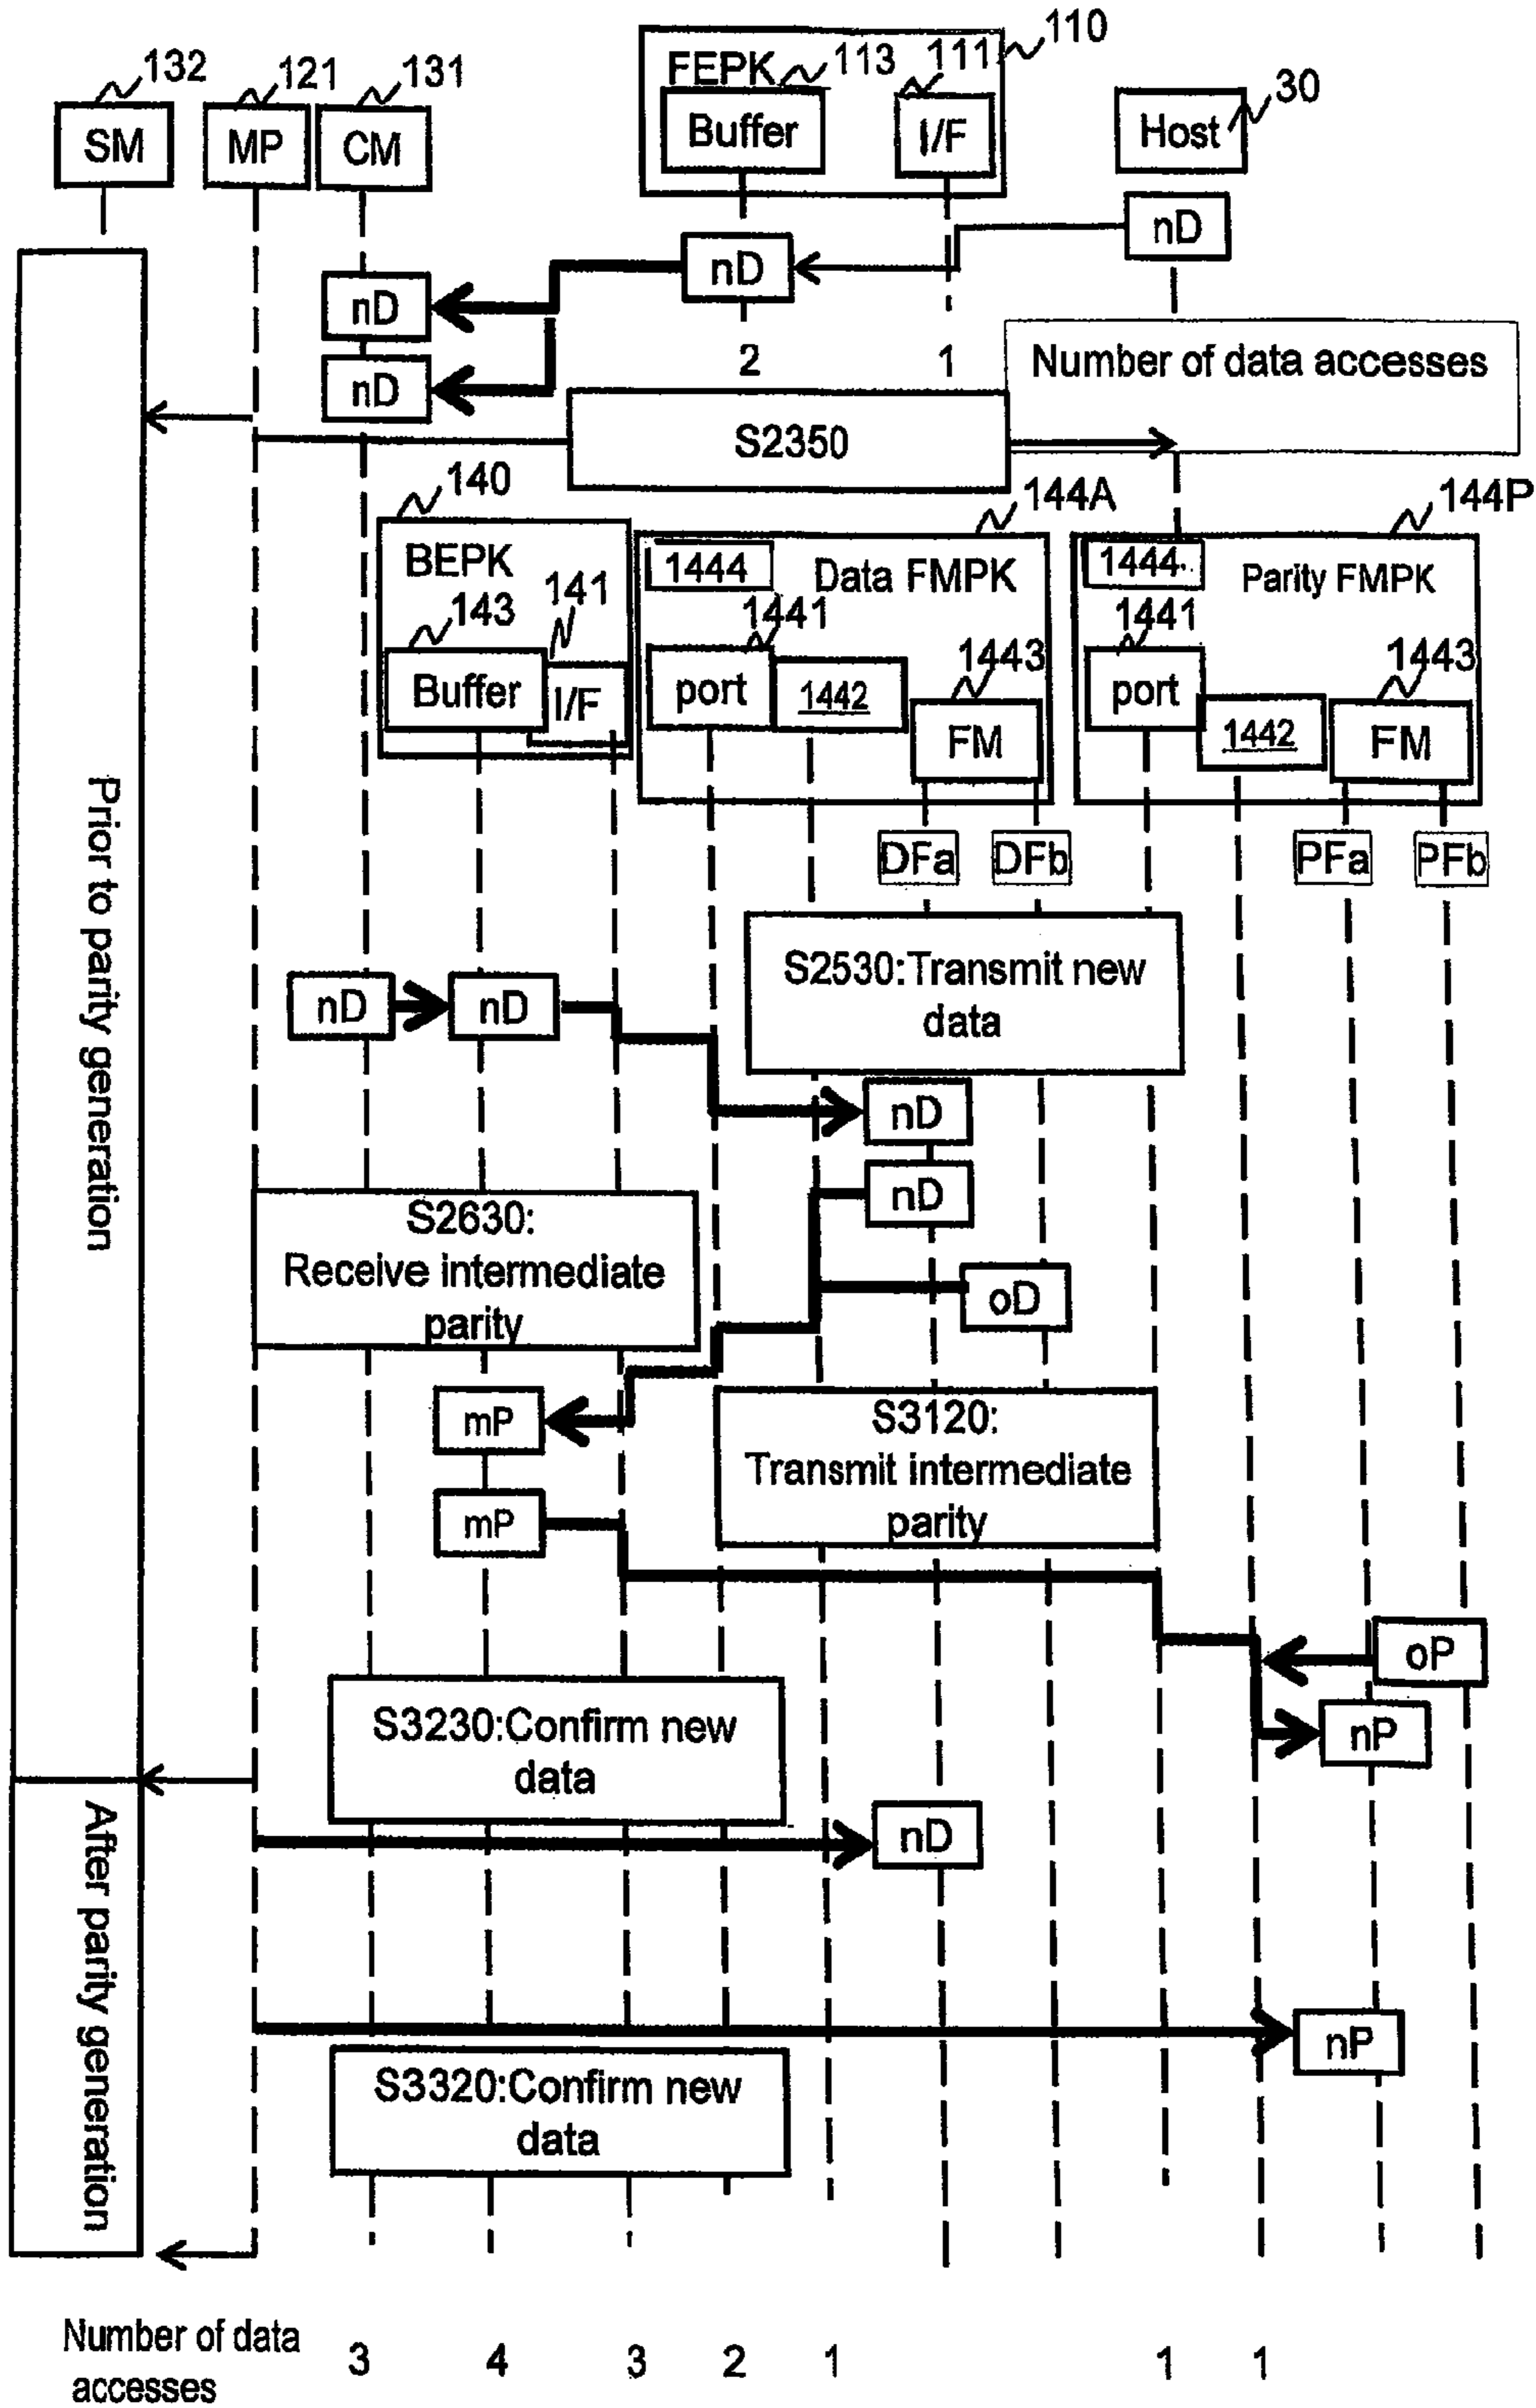 110
132
121
131
FEPK
113
111
30
SM
MP
CM
Buffer
I/F
Host
nD
nD
nD
2
1
Number of data accesses
nD
S2350
140
144A
144P
BEPK
1444
Data FMPK
1444
Parity FMPK
143
141
1441
1441
1443
1443
Buffer
I/F
port
1442
FM
port
1442
FM
DFa
DFb
PFa
PFb
Prior to parity generation
S2530:Transmit new
data
nD
nD
nD
nD
S2630:
Receive intermediate
parity
oD
mP
S3120:
Transmit intermediate
parity
mP
oP
S3230:Confirm new
data
nP
After parity generation
nD
nP
S3320:Confirm new
data
Number of data
accesses
3
4
3
2
1
1
1